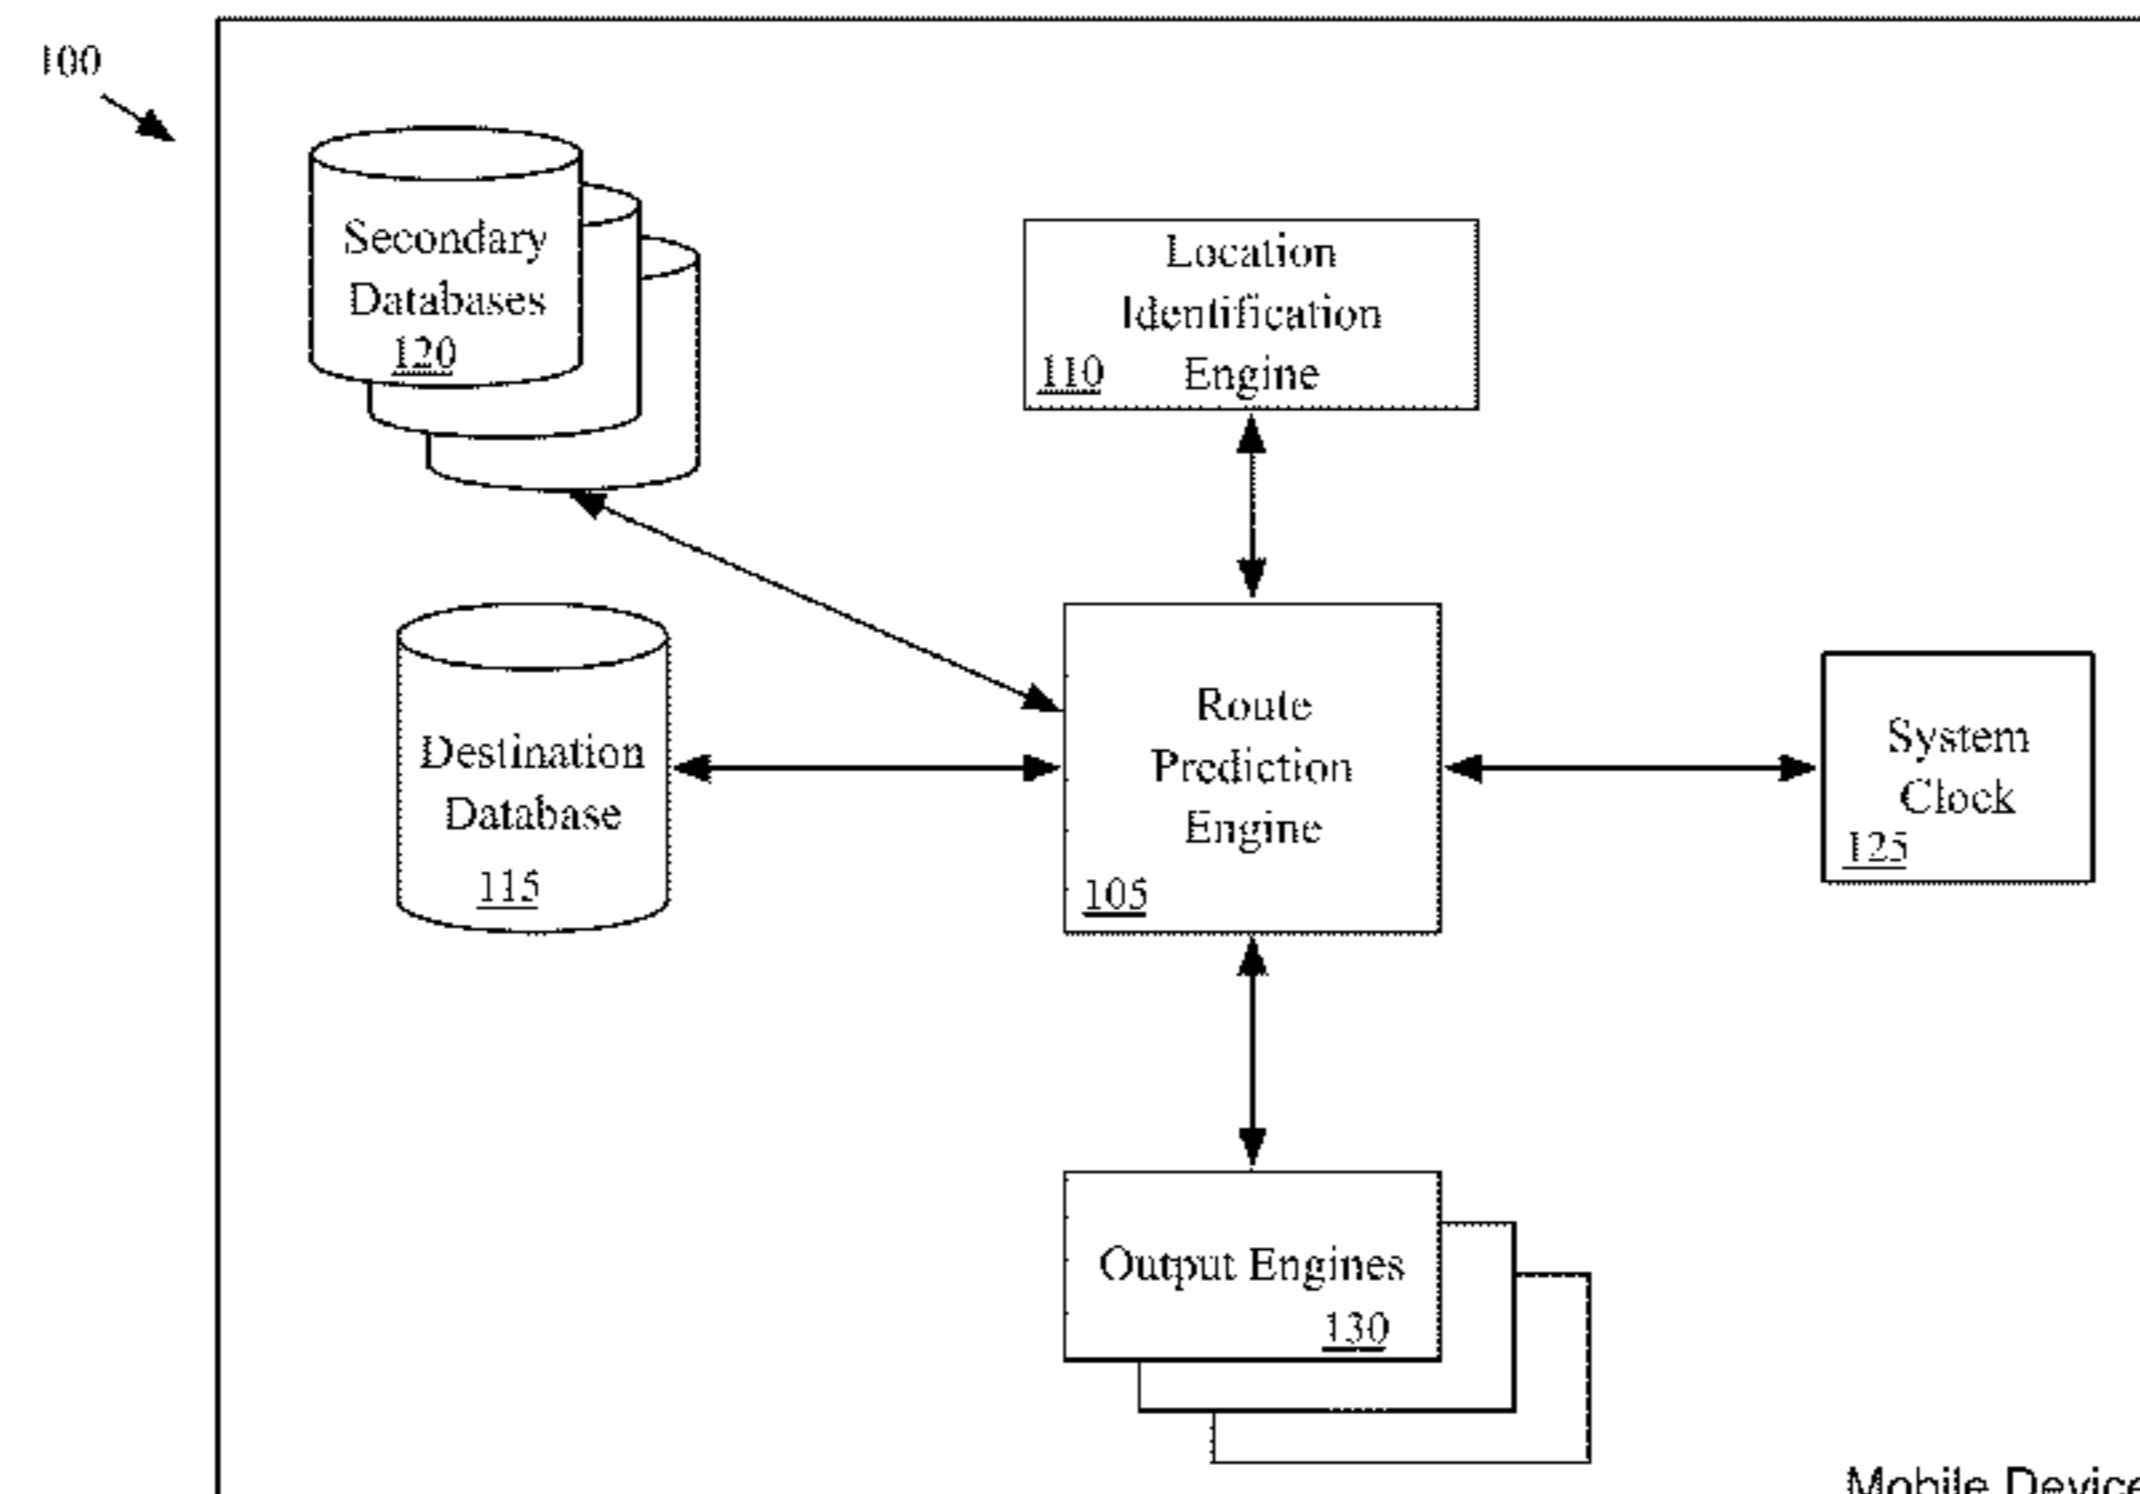 100
Secondary
Databases
120
Location
Identification
110 Engine
Destination
Database
115
Route
Prediction
Engine
105
System
Clock
125
Output Engines
130
Mobile Device